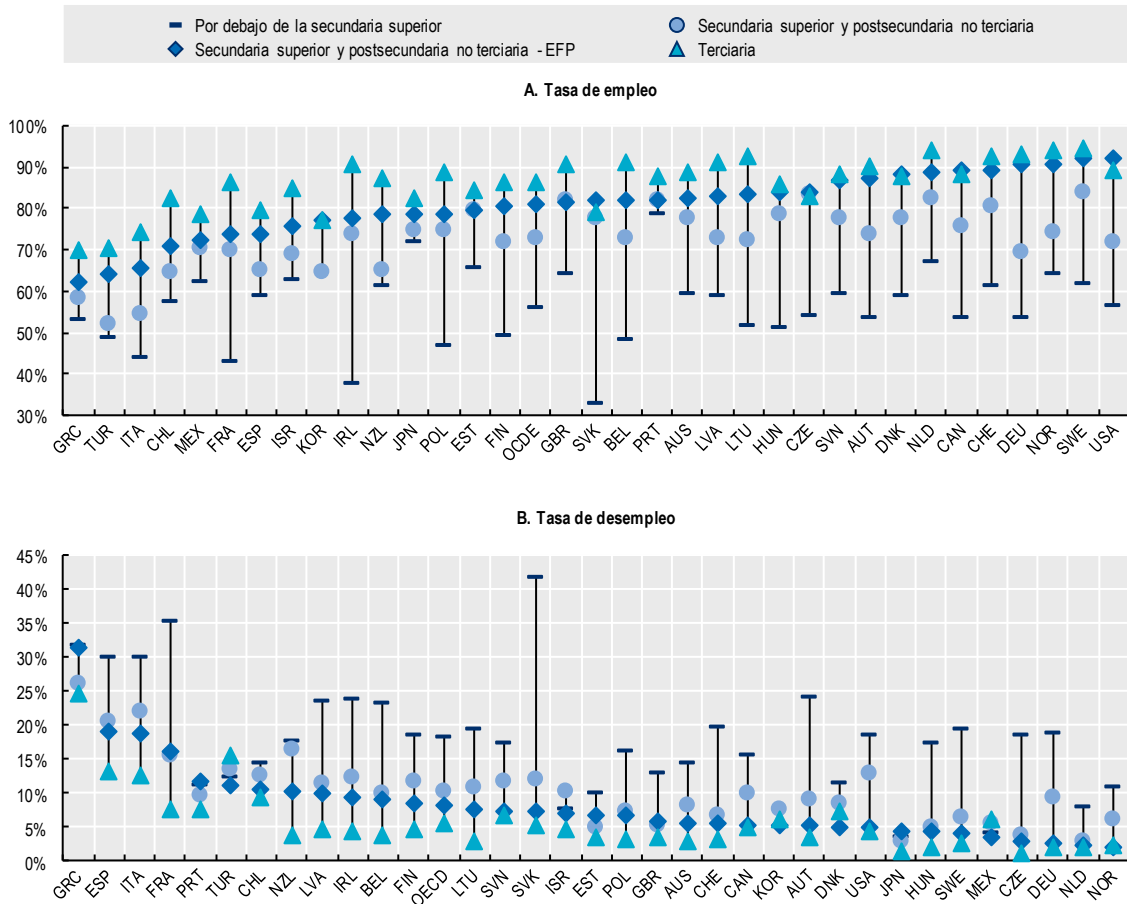 Por debajo de la secundaria superior
Secundaria superior y postsecundaria no terciaria
Secundaria superior y postsecundaria no terciaria - EFP
Terciaria
A. Tasa de empleo
100%
90%
80%
70%
60%
50%
40%
30%
GRC TUR ITA CHL MEX FRA ESP ISR KOR IRL NZL JPN POL EST FIN OCDE GBR SVK BEL PRT AUS LVA LTU HUN CZE SVN AUT DNK NLD CAN CHE DEU NOR SWE USA
B. Tasa de desempleo
45%
40%
35%
30%
25%
20%
15%
10%
5%
0%
GRC ESP ITA FRA PRT TUR CHL NZL LVA IRL BEL FIN OECD LTU SVN SVK ISR EST POL GBR AUS CHE CAN KOR AUT DNK USA JPN HUN SWE MEX CZE DEU NLD NOR